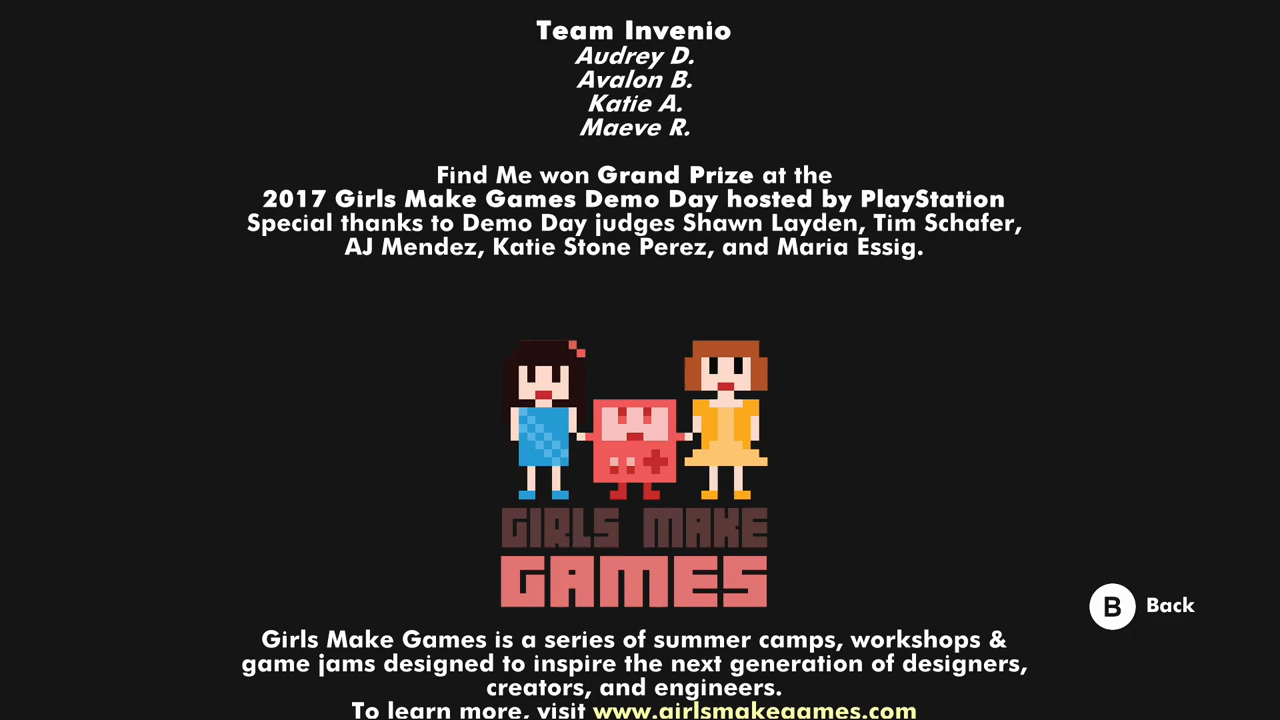 Team Invenio
Audrey D.
Avalon B.
Katie A.
Maeve R.
Find Me won Grand Prize at the
2017 Girls Make Games Demo Day hosted by PlayStation
Special thanks to Demo Day judges Shawn Layden, Tim Schafer,
AJ Mendez, Katie Stone Perez, and Maria Essig.
GIRLS MAKE
GAMES
B Back
Girls Make Games is a series of summer camps, workshops &
game jams designed to inspire the next generation of designers,
creators, and engineers.
To learn more, visit www.girlsmakegames.com